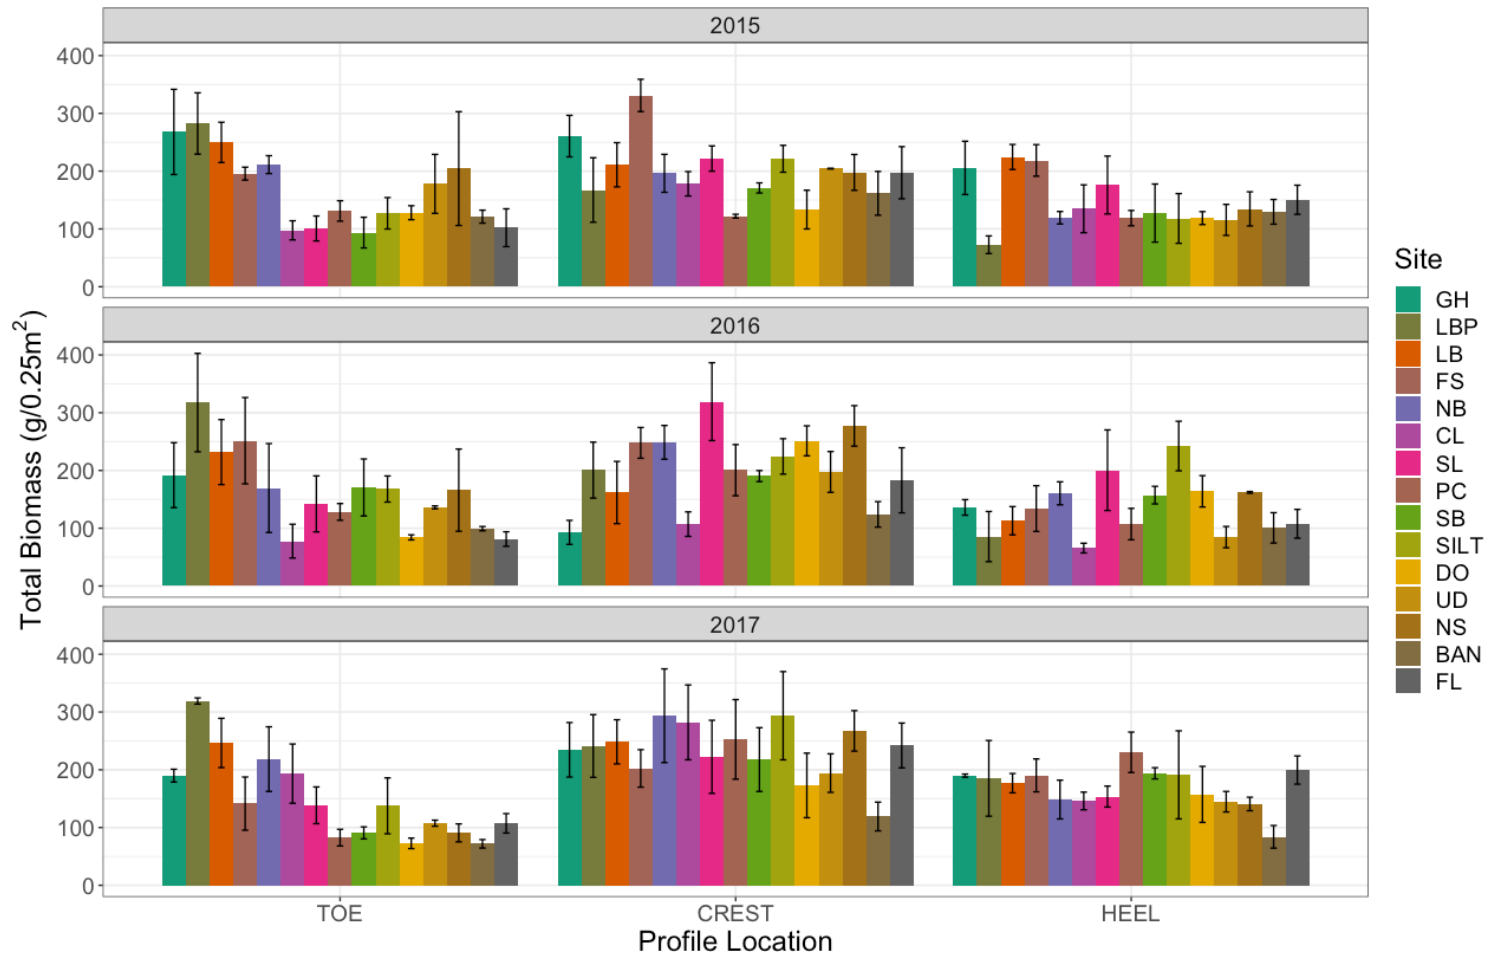 2015
400
300
200
100
0
2016
400
300
200
100
0
2017
400
300
200
100
0
TOE CREST HEEL
Profile Location
Total Biomass (g/0.25m²)
Site
GH
LBP
LB
FS
NB
CL
SL
PC
SB
SILT
DO
UD
NS
BAN
FL